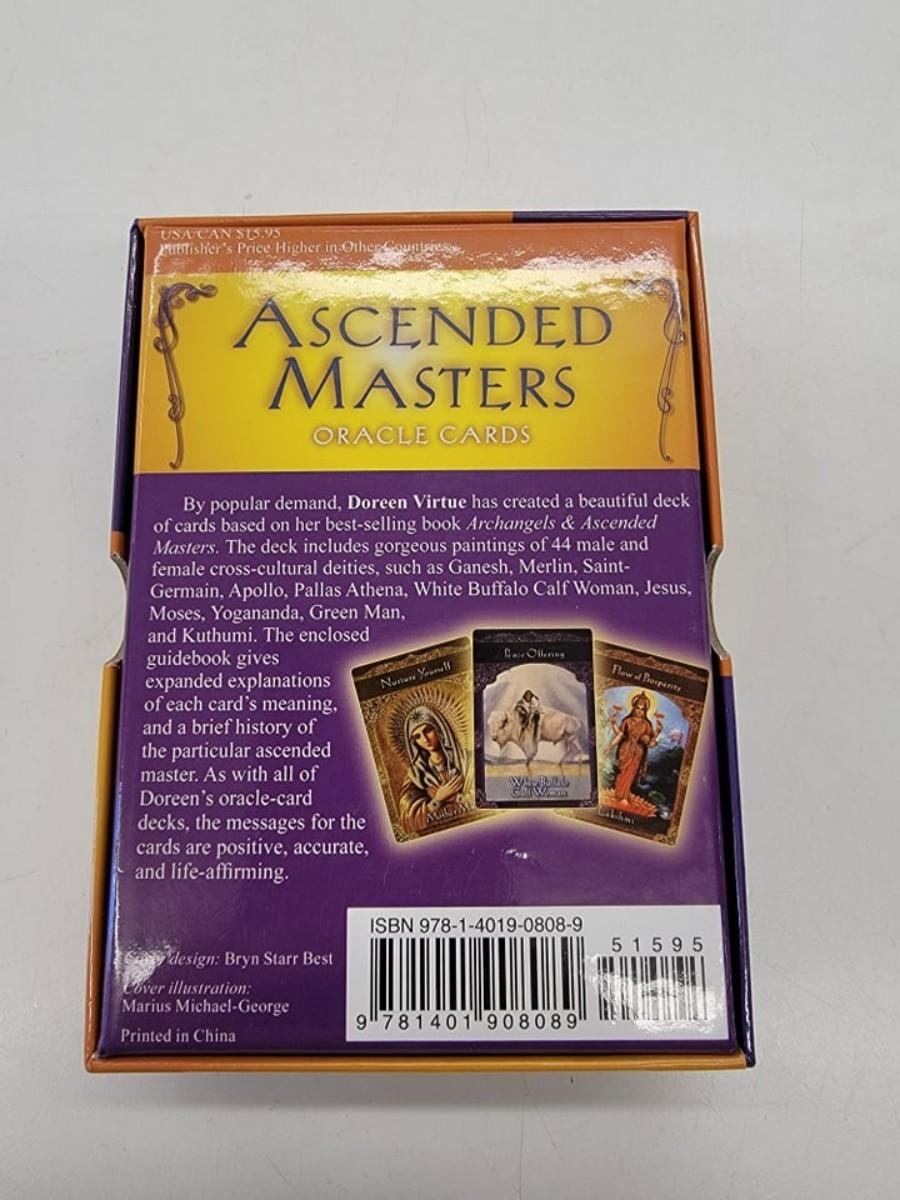 USA/CAN $15.95
Publisher's Price Higher in Other Countries
ASCENDED
MASTERS
ORACLE CARDS
By popular demand, Doreen Virtue has created a beautiful deck
of cards based on her best-selling book Archangels & Ascended
Masters. The deck includes gorgeous paintings of 44 male and
female cross-cultural deities, such as Ganesh, Merlin, Saint-
Germain, Apollo, Pallas Athena, White Buffalo Calf Woman, Jesus,
Moses, Yogananda, Green Man,
and Kuthumi. The enclosed
guidebook gives
expanded explanations
of each card's meaning,
and a brief history of
the particular ascended
master. As with all of
Doreen's oracle-card
decks, the messages for the
cards are positive, accurate,
and life-affirming.
Nurture Yourself
Peace Offering
White Buffalo
Calf Woman
Flow of Prosperity
Lakshmi
ISBN 978-1-4019-0808-9
51595
9 781401 908089
design: Bryn Starr Best
Cover illustration:
Marius Michael-George
Printed in China